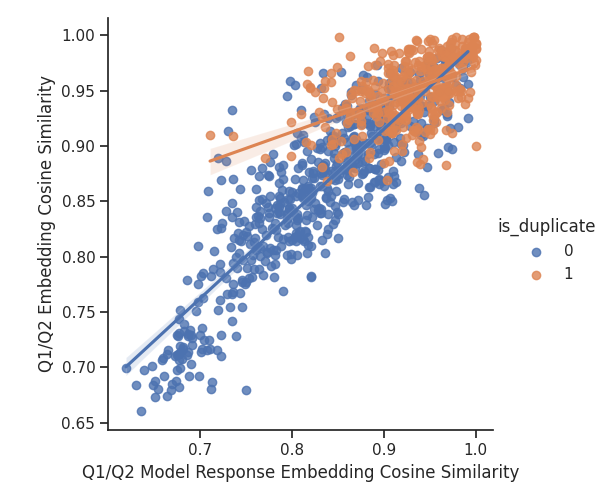 1.00
0.95
0.90
0.85
0.80
0.75
0.70
0.65
Q1/Q2 Embedding Cosine Similarity
0.7 0.8 0.9 1.0
Q1/Q2 Model Response Embedding Cosine Similarity
is_duplicate
0
1